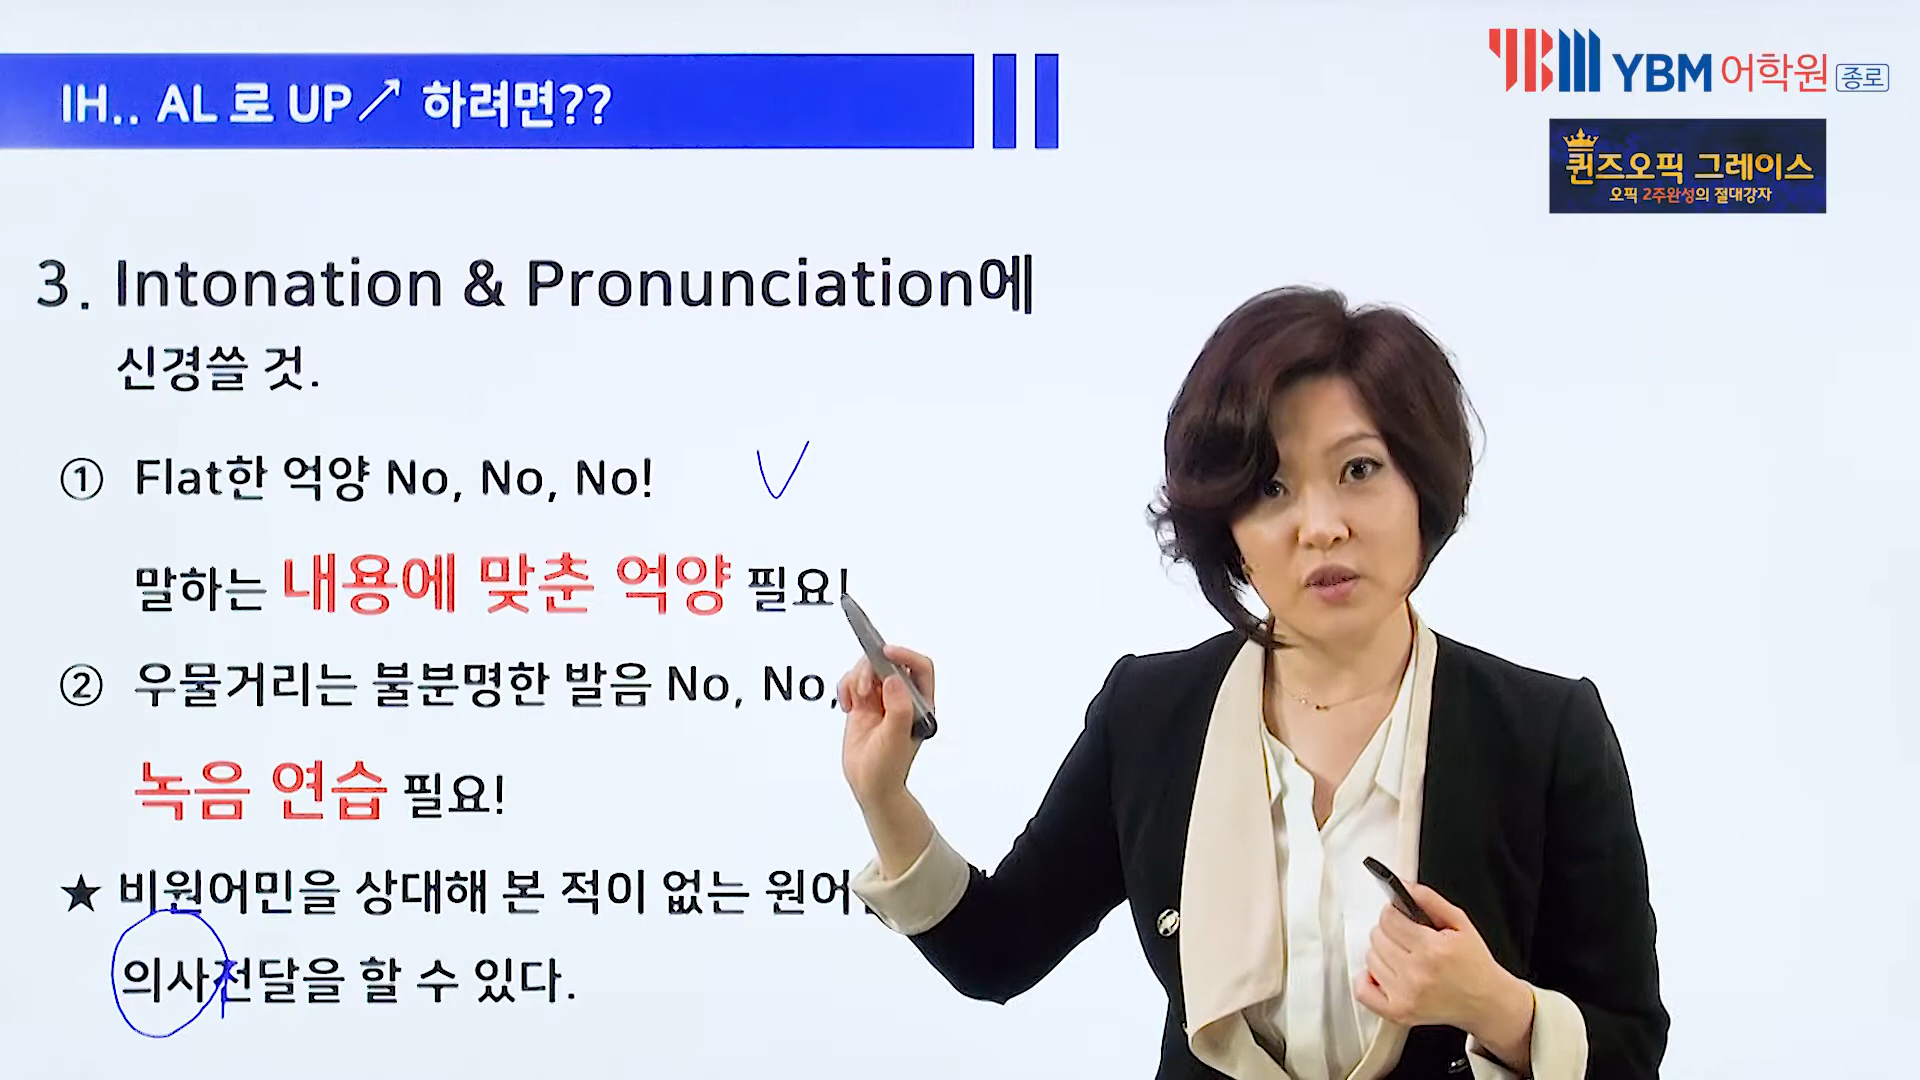 IH.. AL 로 UP↗ 하려면??
YBM 어학원 종로
퀸즈오픽 그레이스
오픽 2주완성의 절대강자
3. Intonation & Pronunciation에
신경쓸 것.
① Flat한 억양 No, No, No!
말하는 내용에 맞춘 억양 필요!
② 우물거리는 불분명한 발음 No, No,
녹음 연습 필요!
★ 비원어민을 상대해 본 적이 없는
의사전달을 할 수 있다.